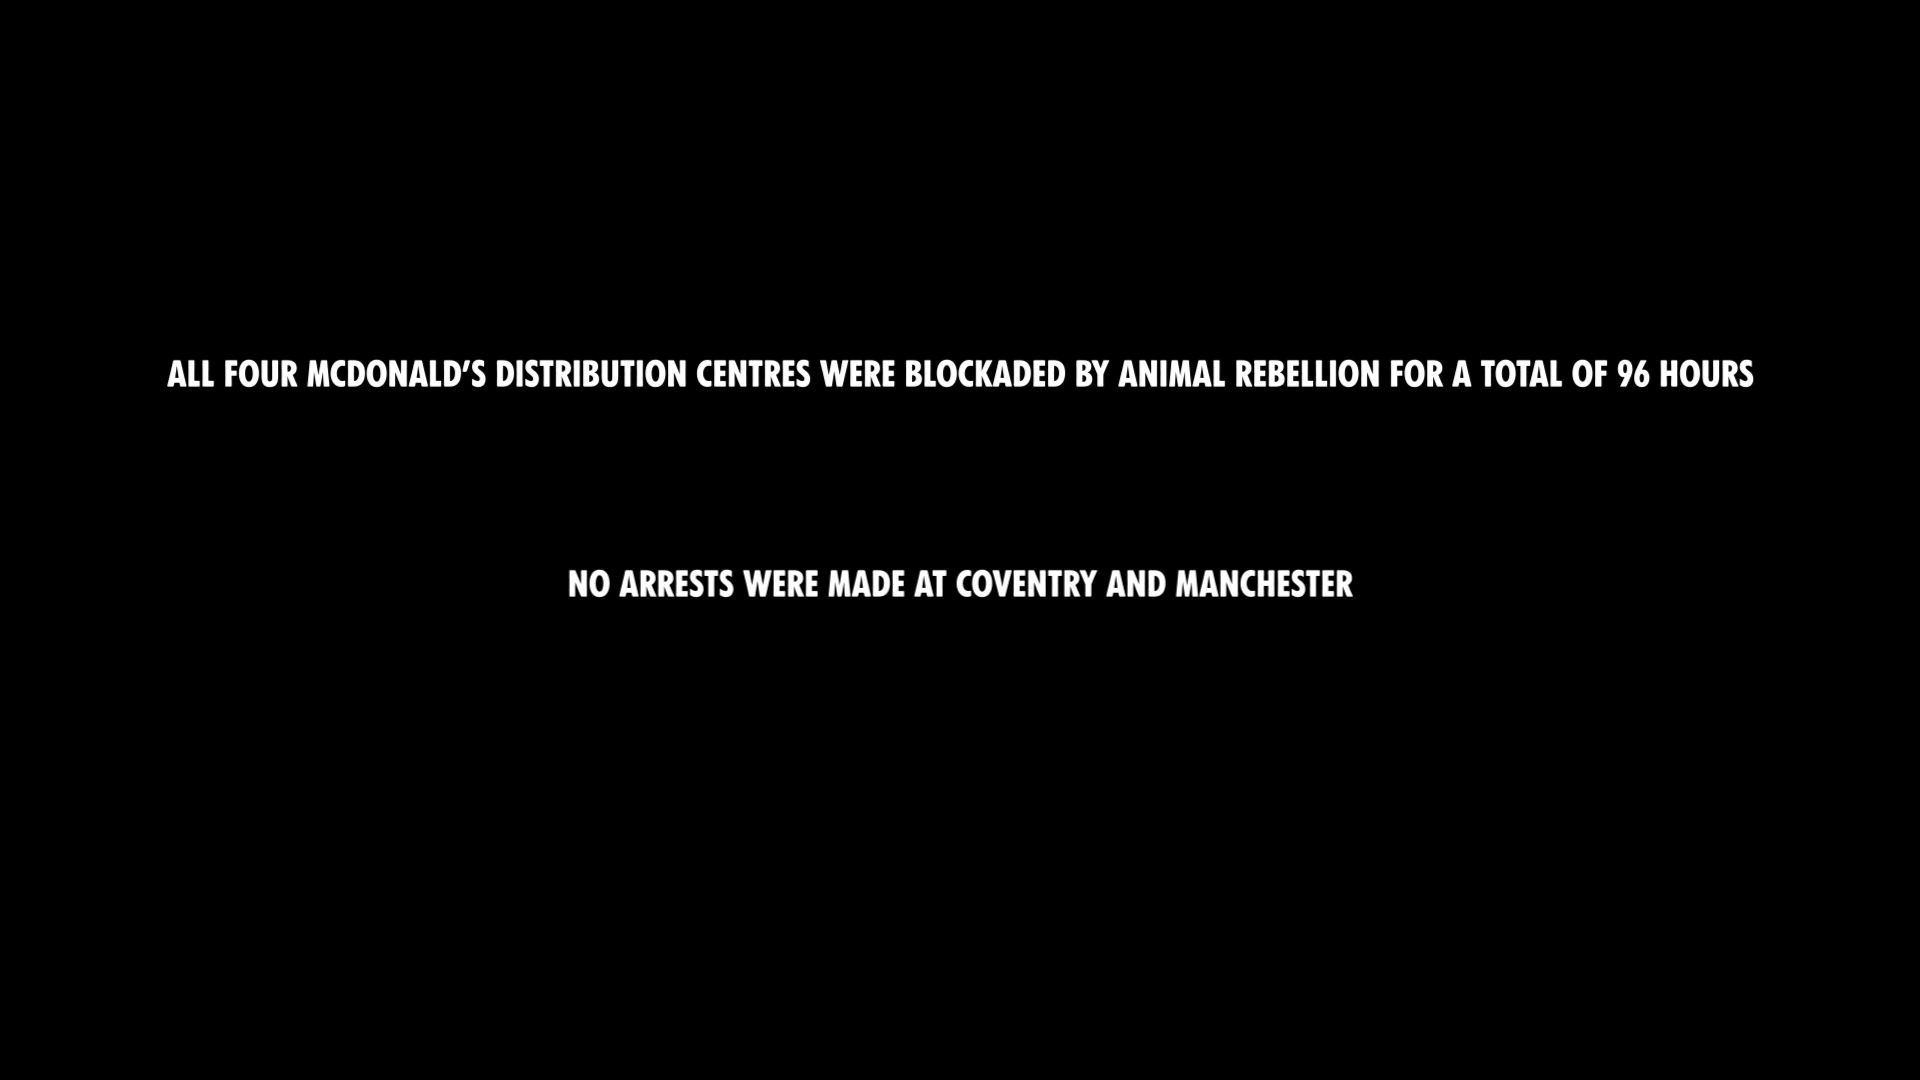 ALL FOUR MCDONALD’S DISTRIBUTION CENTRES WERE BLOCKADED BY ANIMAL REBELLION FOR A TOTAL OF 96 HOURS
NO ARRESTS WERE MADE AT COVENTRY AND MANCHESTER